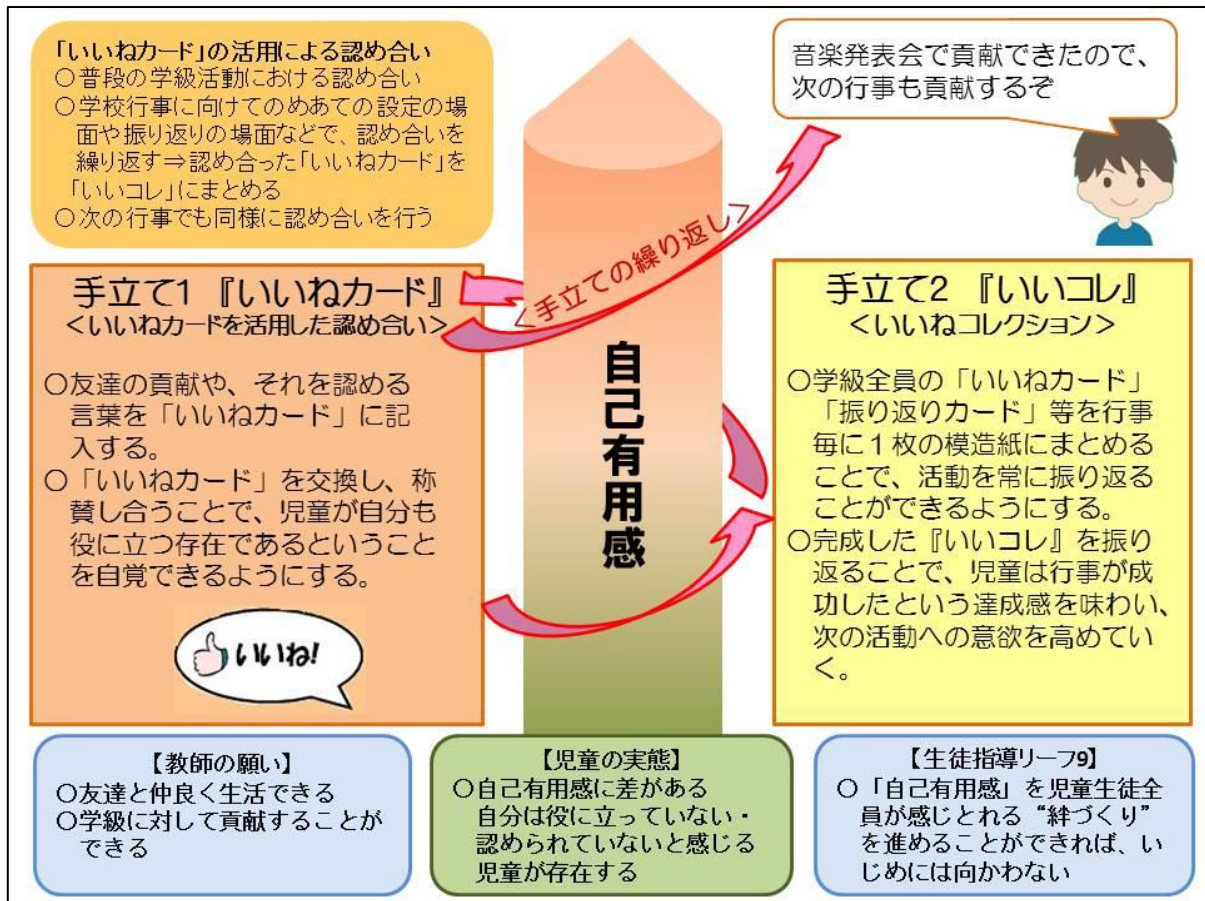 「いいねカード」の活用による認め合い
○普段の学級活動における認め合い
○学校行事に向けてのめあての設定の場
面や振り返りの場面などで、認め合いを
繰り返す⇒認め合った「いいねカード」を
「いいコレ」にまとめる
○次の行事でも同様に認め合いを行う
音楽発表会で貢献できたので、
次の行事も貢献するぞ
手立て1 『いいねカード』
<いいねカードを活用した認め合い>
○友達の貢献や、それを認める
言葉を「いいねカード」に記
入する。
○「いいねカード」を交換し、称
賛し合うことで、児童が自分も
役に立つ存在であるということ
を自覚できるようにする。
いいね!
<手立ての繰り返し>
自己有用感
手立て2 『いいコレ』
<いいねコレクション>
○学級全員の「いいねカード」
「振り返りカード」等を行事
毎に1枚の模造紙にまとめる
ことで、活動を常に振り返る
ことができるようにする。
○完成した『いいコレ』を振り
返ることで、児童は行事が成
功したという達成感を味わい、
次の活動への意欲を高めてい
く。
【教師の願い】
○友達と仲良く生活できる
○学級に対して貢献することが
できる
【児童の実態】
○自己有用感に差がある
自分は役に立っていない・
認められていないと感じる
児童が存在する
【生徒指導リーフ9】
○「自己有用感」を児童生徒全
員が感じとれる“絆づくり”
を進めることができれば、い
じめには向かわない